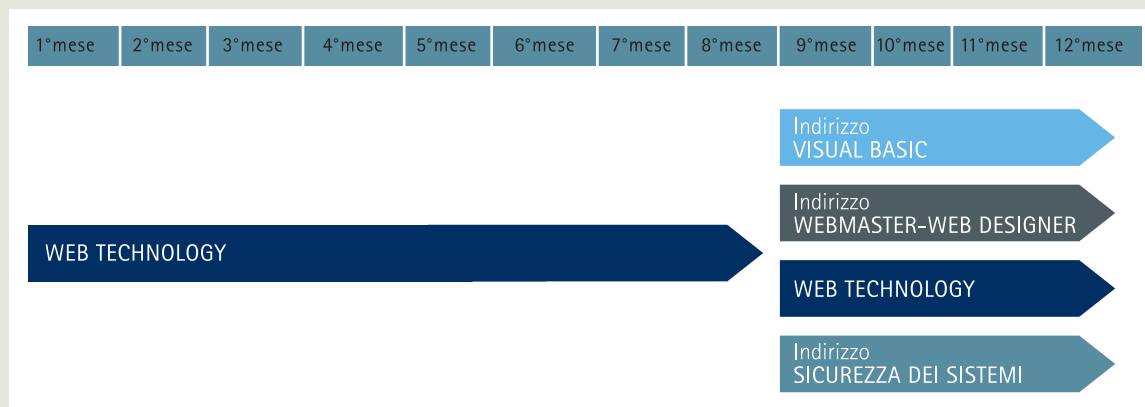 1°mese 2°mese 3°mese 4°mese 5°mese 6°mese 7°mese 8°mese 9°mese 10°mese 11°mese 12°mese
Indirizzo
VISUAL BASIC
Indirizzo
WEBMASTER-WEB DESIGNER
WEB TECHNOLOGY
WEB TECHNOLOGY
Indirizzo
SICUREZZA DEI SISTEMI